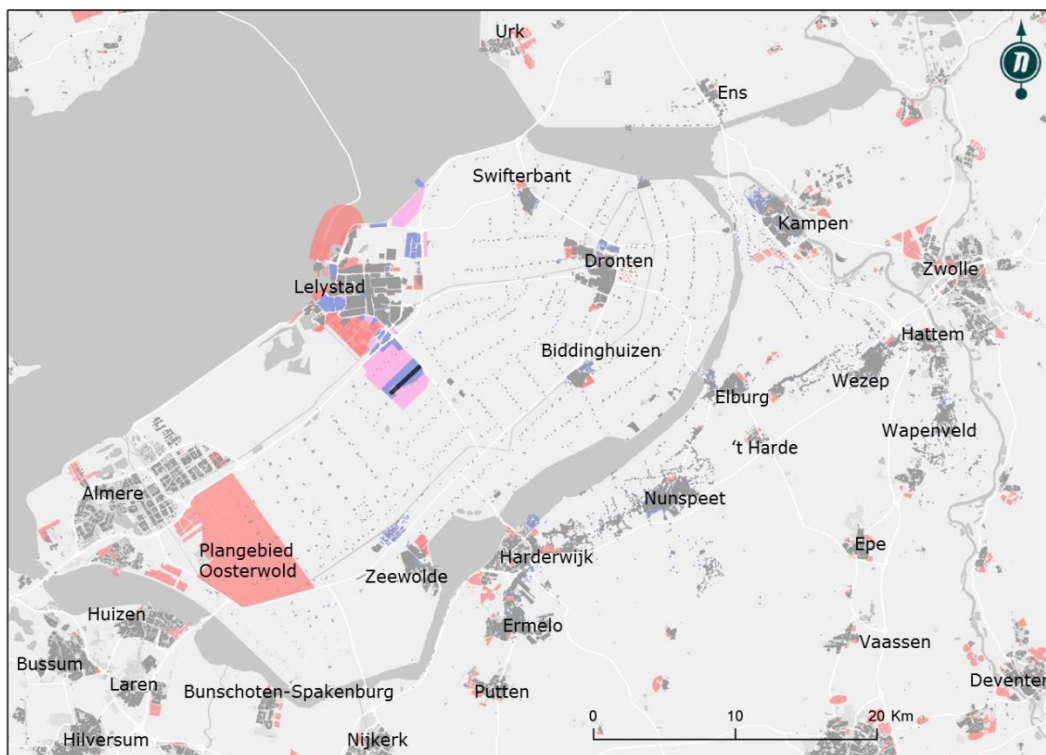 Urk
N
Ens
Swifterbant
Kampen
Dronten
Zwolle
Lelystad
Hattem
Biddinghuizen
Wezep
Elburg
Wapenveld
't Harde
Nunspeet
Almere
Plangebied
Oosterwold
Harderwijk
Epe
Zeewolde
Huizen
Ermelo
Vaassen
Bussum
Laren
Bunschoten-Spakenburg
Putten
Deventer
Hilversum
Nijkerk
0 10 20 Km